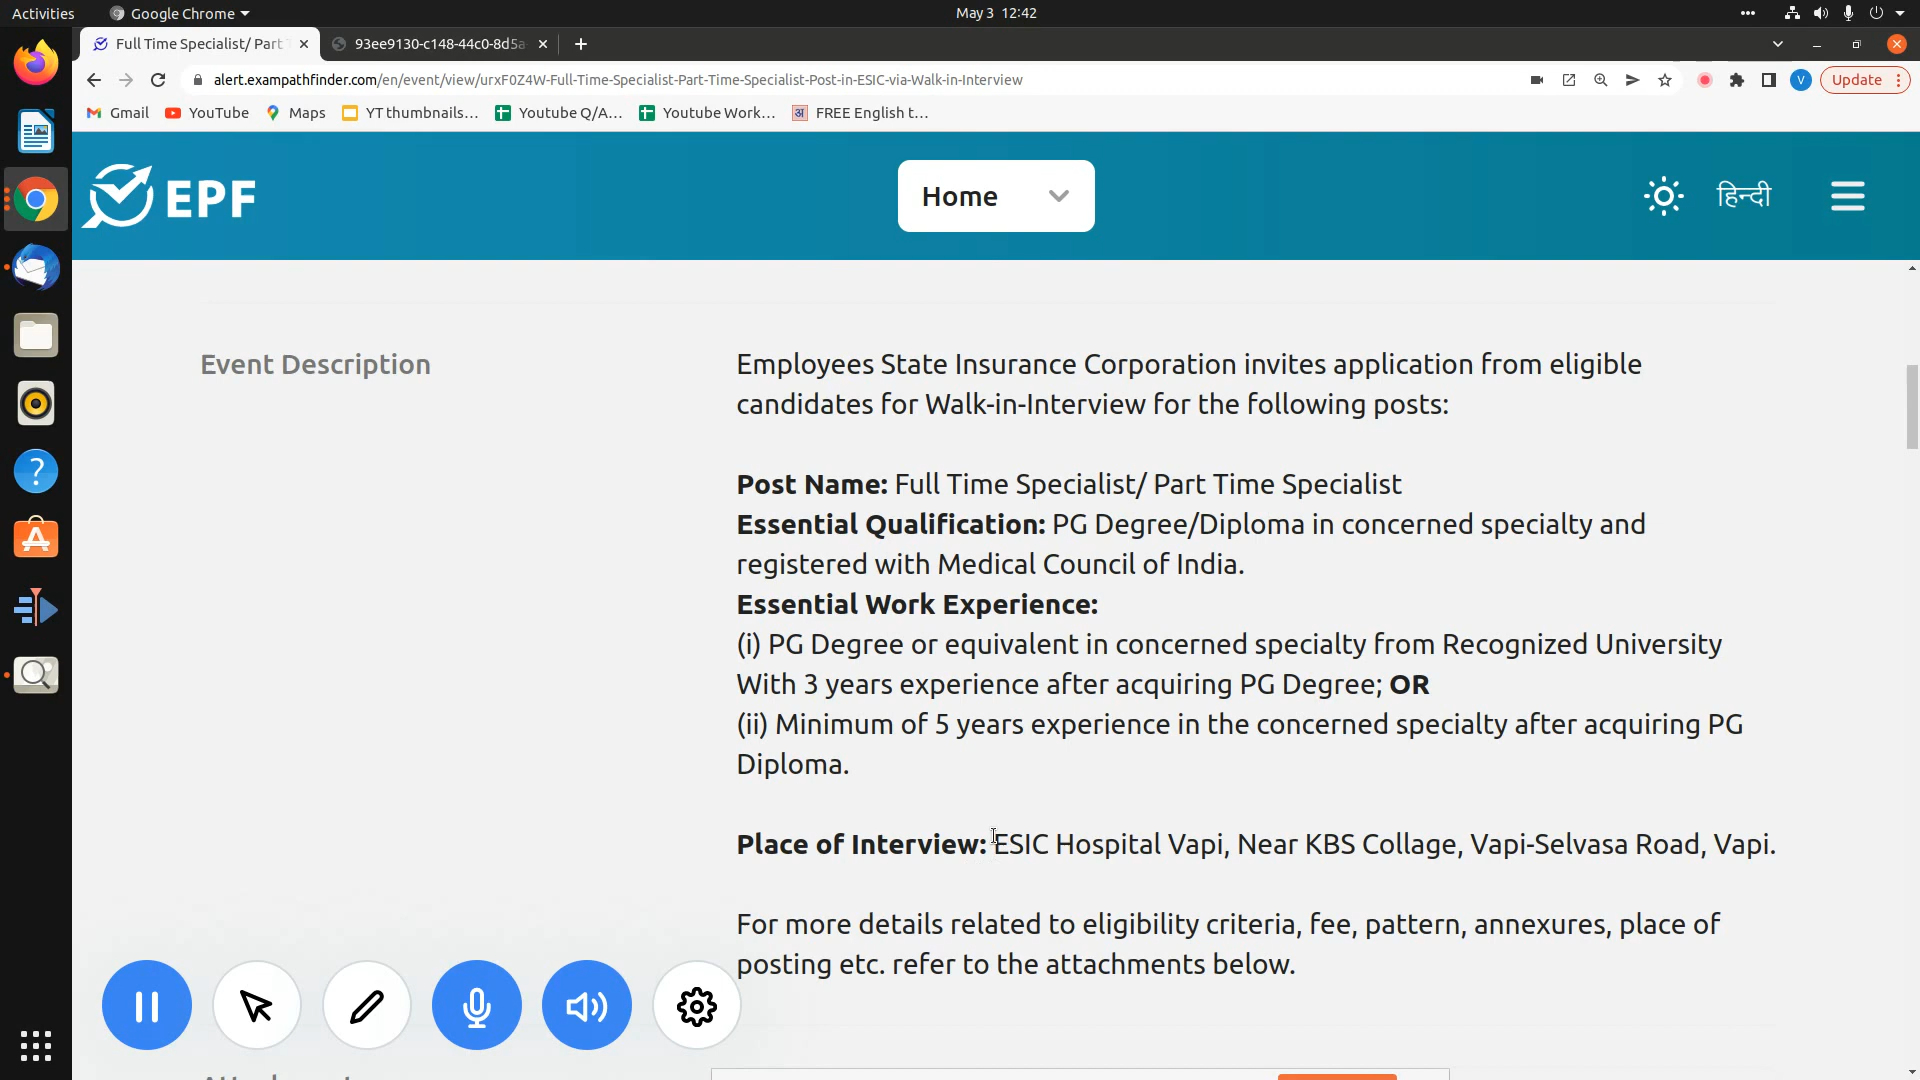 Activities
Google Chrome
May 3 12:42
Full Time Specialist/ Part T
93ee9130-c148-44c0-8d5a
alert.exampathfinder.com/en/event/view/urxF0Z4W-Full-Time-Specialist-Part-Time-Specialist-Post-in-ESIC-via-Walk-in-Interview
V
Update
Gmail
YouTube
Maps
YT thumbnails...
Youtube Q/A...
Youtube Work...
अ
FREE English t...
EPF
Home
हिन्दी
Event Description
Employees State Insurance Corporation invites application from eligible
candidates for Walk-in-Interview for the following posts:
Post Name: Full Time Specialist/ Part Time Specialist
Essential Qualification: PG Degree/Diploma in concerned specialty and
registered with Medical Council of India.
Essential Work Experience:
(i) PG Degree or equivalent in concerned specialty from Recognized University
With 3 years experience after acquiring PG Degree; OR
(ii) Minimum of 5 years experience in the concerned specialty after acquiring PG
Diploma.
Place of Interview: ESIC Hospital Vapi, Near KBS Collage, Vapi-Selvasa Road, Vapi.
For more details related to eligibility criteria, fee, pattern, annexures, place of
posting etc. refer to the attachments below.